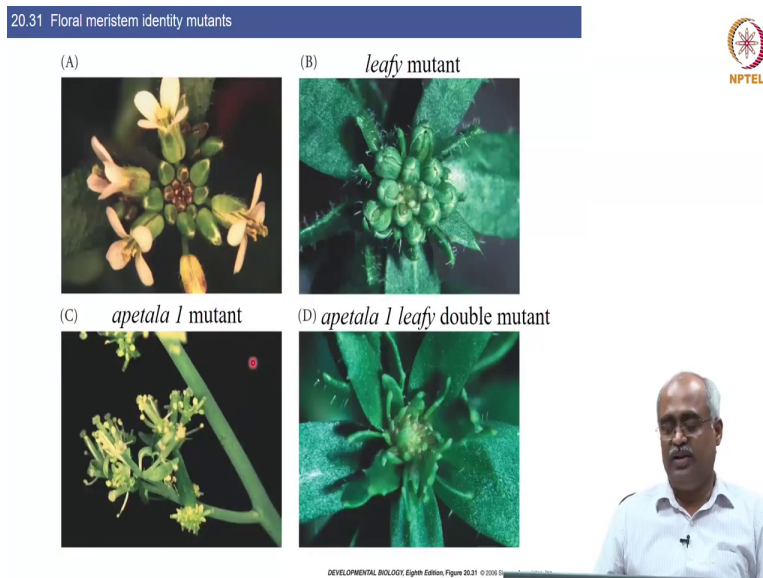 20.31 Floral meristem identity mutants
NPTEL
(A)
(B) leafy mutant
(C) apetala 1 mutant
(D) apetala 1 leafy double mutant
DEVELOPMENTAL BIOLOGY, Eighth Edition, Figure 20.31 © 2006